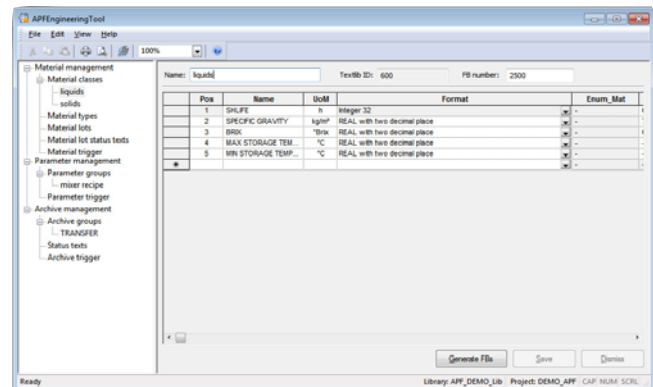 APFEngineeringTool
File Edit View Help
100%
Material management
Material classes
liquids
solids
Material types
Material lots
Material lot status texts
Material trigger
Parameter management
Parameter groups
mixer recipe
Parameter trigger
Archive management
Archive groups
TRANSFER
Status texts
Archive trigger
Name: liquids Textlib ID: 600 FB number: 2500
Pos Name UoM Format Enum_Mat
1 SHLIFE h Integer 32 -
2 SPECIFIC GRAVITY kg/m³ REAL with two decimal place -
3 BRIX °Brix REAL with two decimal place -
4 MAX STORAGE TEM... °C REAL with two decimal place -
5 MIN STORAGE TEMP... °C REAL with two decimal place -
Generate FBs Save Dismiss
Ready Library: APF_DEMO_Lib Project: DEMO_APF CAP NUM SCRL